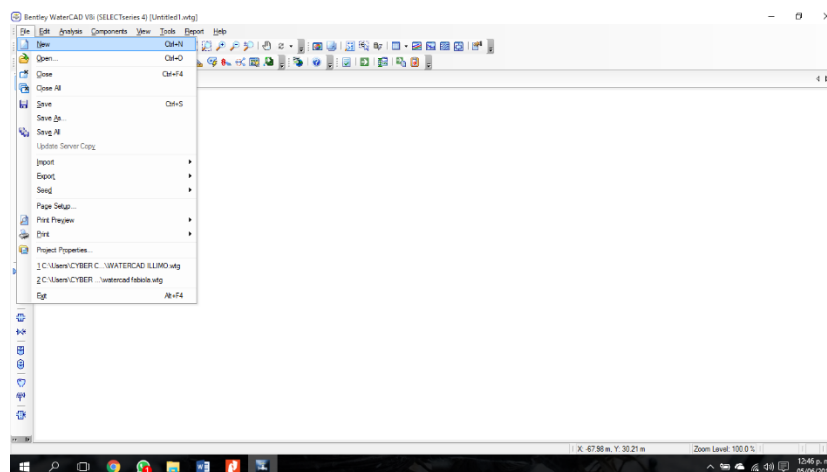 Bentley WaterCAD V8i (SELECTseries 4) [Untitled1.wtg]
File Edit Analysis Components View Tools Report Help
New Ctrl+N
Open... Ctrl+O
Close Ctrl+F4
Close All
Save Ctrl+S
Save As...
Save All
Update Server Copy
Import
Export
Seed
Page Setup...
Print Preview
Print
Project Properties...
1 C:\Users\CYBER C...\WATERCAD ILLIMO.wtg
2 C:\Users\CYBER ...\watercad fabiola.wtg
Exit Alt+F4
X: -67.98 m, Y: 30.21 m
Zoom Level: 100.0 %
12:46 p.